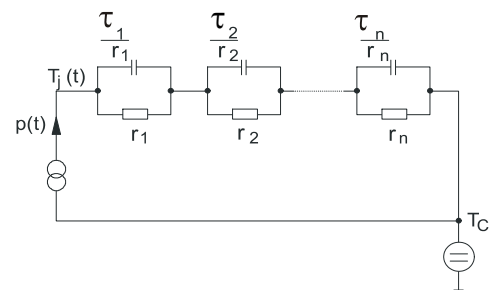 τ1 τ2 τn
r1 r2 rn
Tj (t)
r1 r2 rn
p(t)
TC